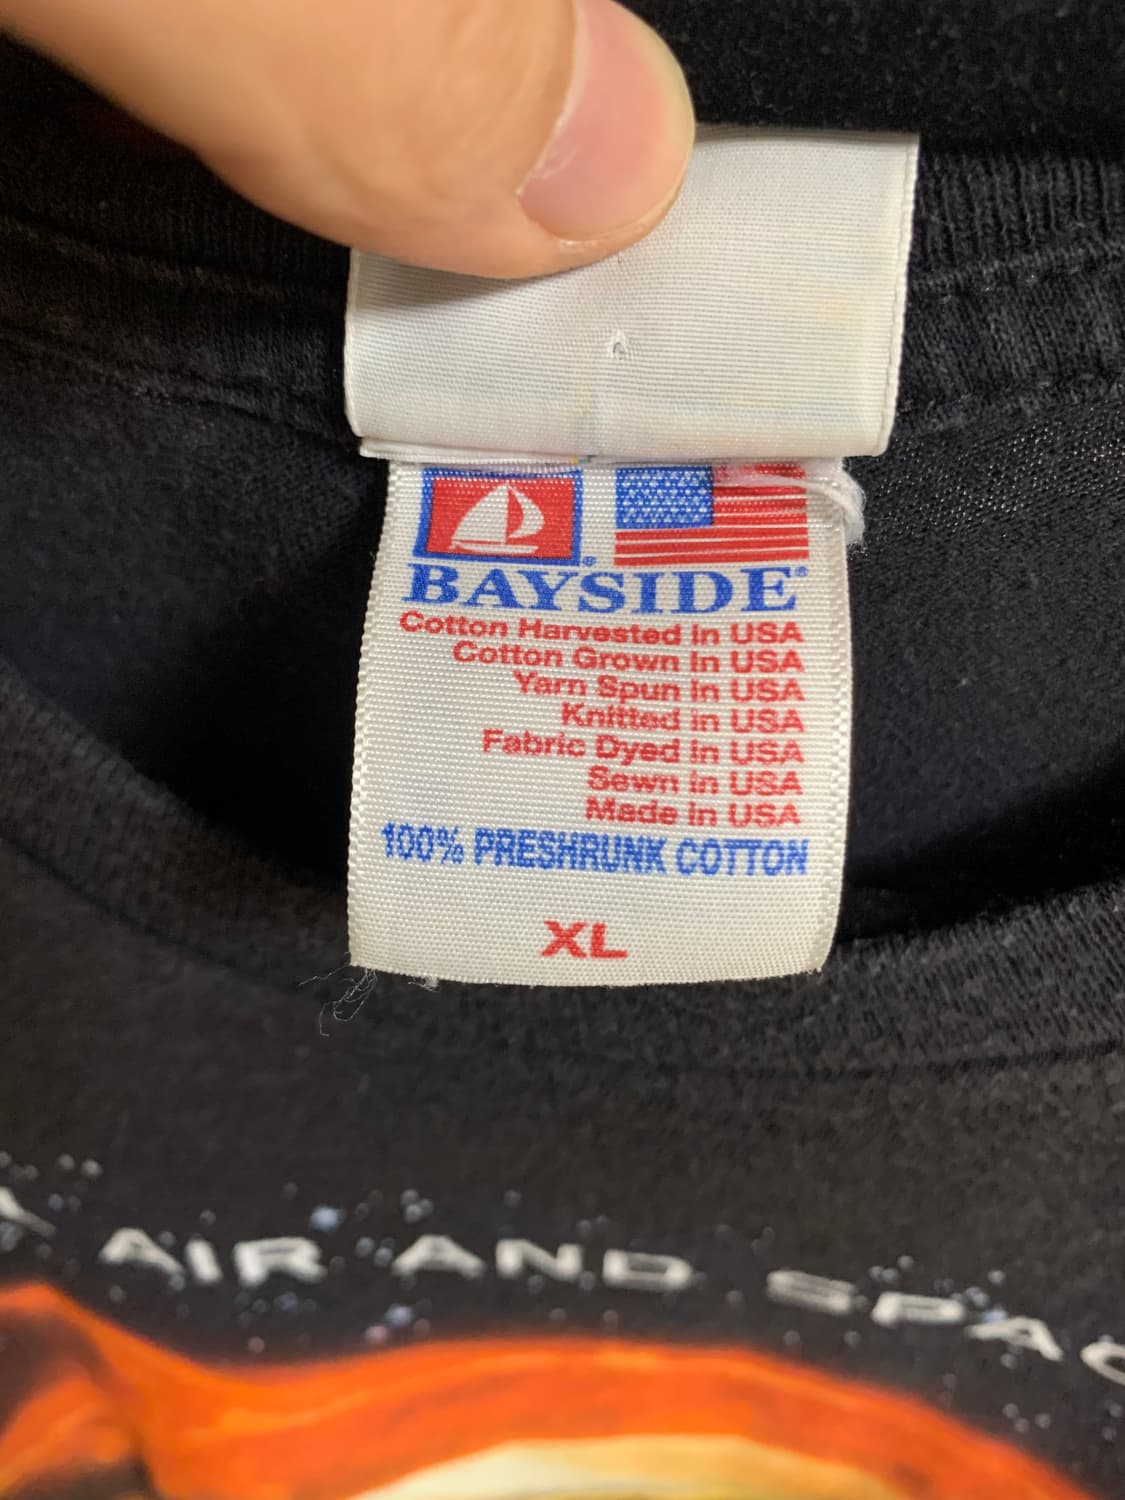 BAYSIDE®
Cotton Harvested in USA
Cotton Grown in USA
Yarn Spun in USA
Knitted in USA
Fabric Dyed in USA
Sewn in USA
Made in USA
100% PRESHRUNK COTTON
XL
AIR AND SPAC